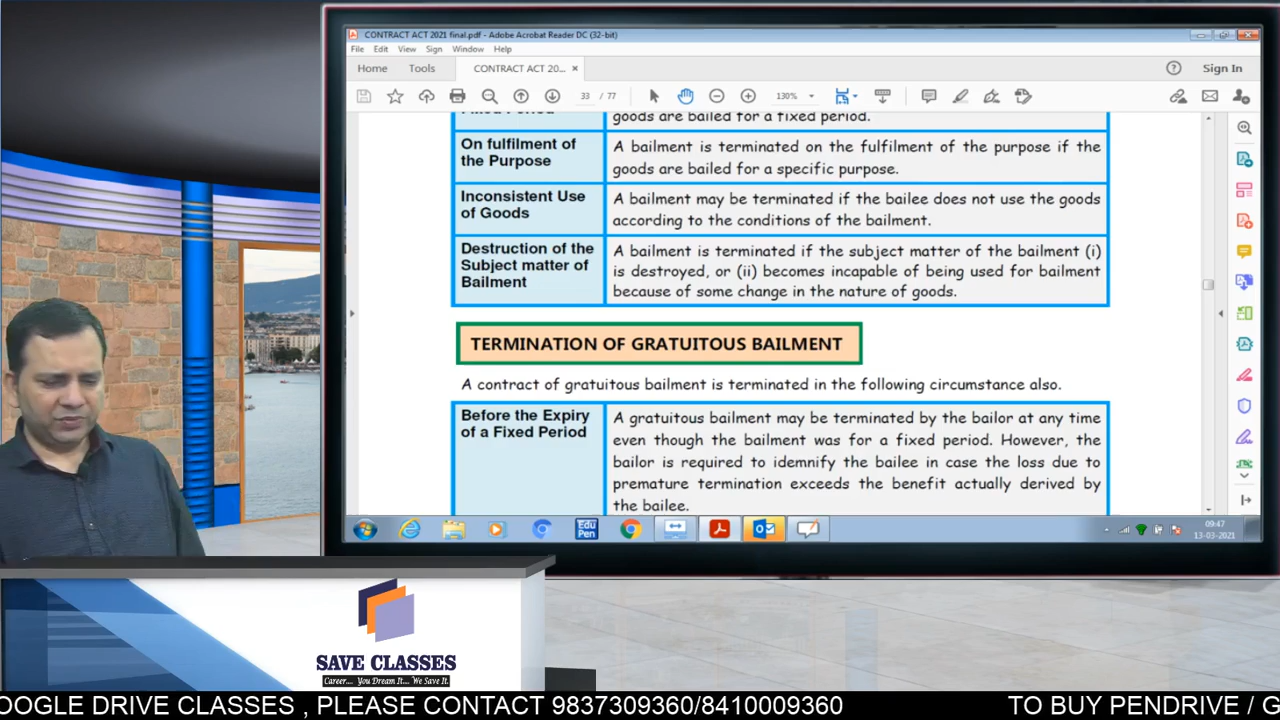 CONTRACT ACT 2021 final.pdf - Adobe Acrobat Reader DC (32-bit)
File Edit View Sign Window Help
Home Tools CONTRACT ACT 20... × Sign In
33 / 77 130%
goods are bailed for a fixed period.
On fulfilment of
the Purpose
A bailment is terminated on the fulfilment of the purpose if the
goods are bailed for a specific purpose.
Inconsistent Use
of Goods
A bailment may be terminated if the bailee does not use the goods
according to the conditions of the bailment.
Destruction of the
Subject matter of
Bailment
A bailment is terminated if the subject matter of the bailment (i)
is destroyed, or (ii) becomes incapable of being used for bailment
because of some change in the nature of goods.
TERMINATION OF GRATUITOUS BAILMENT
A contract of gratuitous bailment is terminated in the following circumstance also.
Before the Expiry
of a Fixed Period
A gratuitous bailment may be terminated by the bailor at any time
even though the bailment was for a fixed period. However, the
bailor is required to idemnify the bailee in case the loss due to
premature termination exceeds the benefit actually derived by
the bailee.
Edu
Pen
09:47
13-03-2021
SAVE CLASSES
Career.... You Dream It... We Save It.
OOGLE DRIVE CLASSES , PLEASE CONTACT 9837309360/8410009360 TO BUY PENDRIVE / G